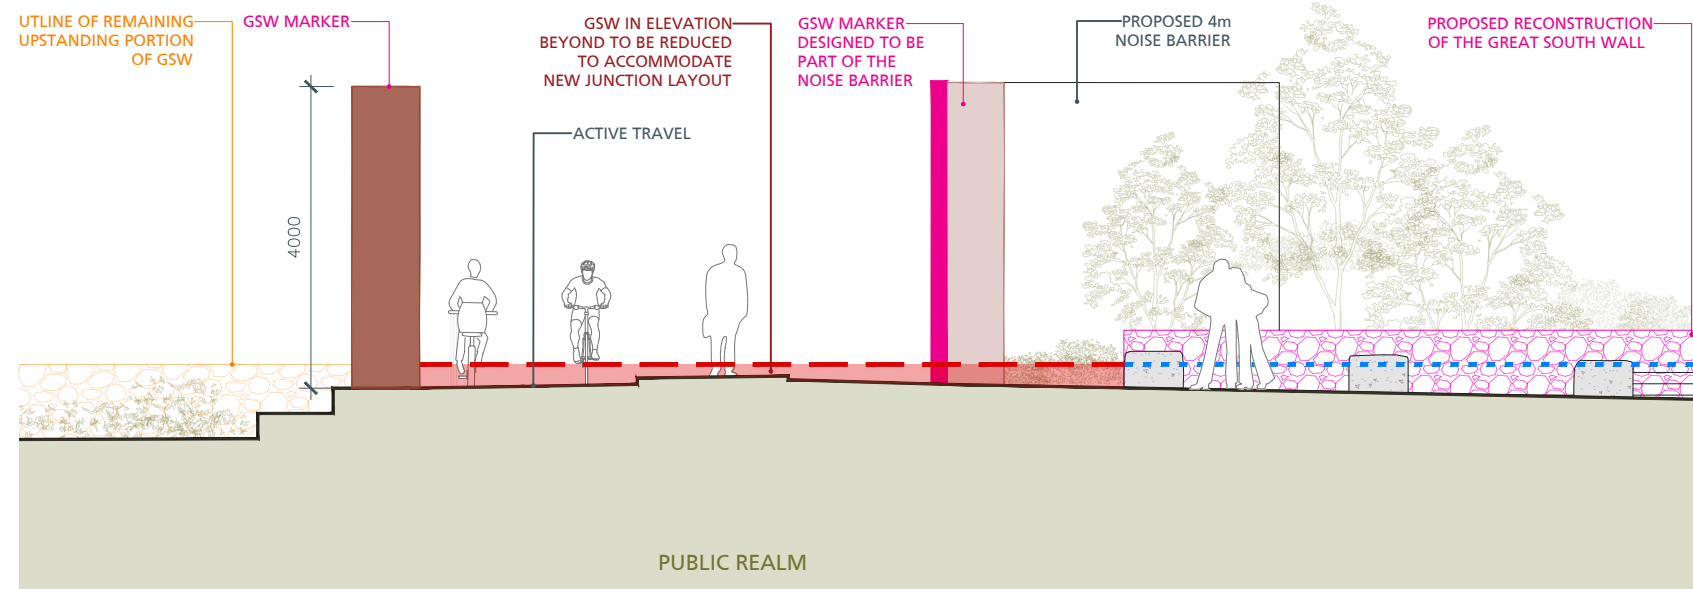 UTLINE OF REMAINING
UPSTANDING PORTION
OF GSW
GSW MARKER
GSW IN ELEVATION
BEYOND TO BE REDUCED
TO ACCOMMODATE
NEW JUNCTION LAYOUT
GSW MARKER
DESIGNED TO BE
PART OF THE
NOISE BARRIER
PROPOSED 4m
NOISE BARRIER
PROPOSED RECONSTRUCTION
OF THE GREAT SOUTH WALL
ACTIVE TRAVEL
4000
PUBLIC REALM